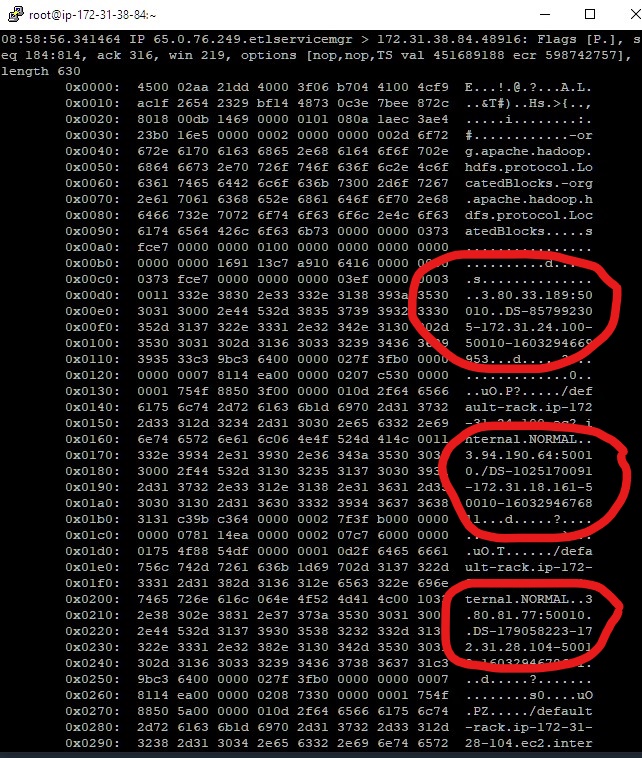 root@ip-172-31-38-84:~
08:58:56.341464 IP 65.0.76.249.etlservicemgr > 172.31.38.84.48916: Flags [P.], s
eq 184:814, ack 316, win 219, options [nop,nop,TS val 451689188 ecr 598742757],
length 630
0x0000: 4500 02aa 21dd 4000 3f06 b704 4100 4cf9 E...!.@.?...A.L.
0x0010: ac1f 2654 2329 bf14 4873 0c3e 7bee 872c ..&T#)..Hs.>{..,
0x0020: 8018 00db 1469 0000 0101 080a 1aec 3ae4 .....i........:.
0x0030: 23b0 16e5 0000 0002 0000 0000 002d 6f72 #............-or
0x0040: 672e 6170 6163 6865 2e68 6164 6f6f 702e g.apache.hadoop.
0x0050: 6864 6673 2e70 726f 746f 636f 6c2e 4c6f hdfs.protocol.Lo
0x0060: 6361 7465 6442 6c6f 636b 7300 2d6f 7267 catedBlocks.-org
0x0070: 2e61 7061 6368 652e 6861 646f 6f70 2e68 .apache.hadoop.h
0x0080: 6466 732e 7072 6f74 6f63 6f6c 2e4c 6f63 dfs.protocol.Loc
0x0090: 6174 6564 426c 6f63 6b73 0000 0000 0373 atedBlocks.....s
0x00a0: fce7 0000 0000 0100 0000 0000 0000 0000 ................
0x00b0: 0000 0000 1691 13c7 a910 6416 0000 ..........d.....
0x00c0: 0373 fce7 0000 0000 0000 03ef 0000 0003 .s..............
0x00d0: 0011 332e 3830 2e33 332e 3138 393a 3530 ..3.80.33.189:50
0x00e0: 3031 3000 2e44 532d 3835 3739 3932 3330 010..DS-85799230
0x00f0: 352d 3137 322e 3331 2e32 342e 3130 302d 5-172.31.24.100-
0x0100: 3530 3031 302d 3136 3033 3239 3436 3639 50010-1603294669
0x0110: 3935 33c3 9bc3 6400 0000 027f 3fb0 0000 953...d.....?...
0x0120: 0000 0007 8114 ea00 0000 0207 c530 0000 .............0..
0x0130: 0001 754f 8850 3f00 0000 010d 2f64 6566 ..uO.P?...../def
0x0140: 6175 6c74 2d72 6163 6b1d 6970 2d31 3732 ault-rack.ip-172
0x0150: 2d33 312d 3234 2d31 3030 2e65 6332 2e69 -31-24-100.ec2.i
0x0160: 6e74 6572 6e61 6c06 4e4f 524d 414c 0011 nternal.NORMAL..
0x0170: 332e 3934 2e31 3930 2e36 343a 3530 3031 3.94.190.64:5001
0x0180: 3000 2f44 532d 3130 3235 3137 3030 3931 0./DS-1025170091
0x0190: 2d31 3732 2e33 312e 3138 2e31 3631 2d35 -172.31.18.161-5
0x01a0: 3030 3130 2d31 3630 3332 3934 3637 3638 0010-16032946768
0x01b0: 3131 c39b c364 0000 0002 7f3f b000 0000 11...d.....?....
0x01c0: 0000 0781 14ea 0000 0002 07c7 6000 0000
0x01d0: 0175 4f88 54df 0000 0001 0d2f 6465 6661 .uO.T....../defa
0x01e0: 756c 742d 7261 636b 1d69 702d 3137 322d ult-rack.ip-172-
0x01f0: 3331 2d31 382d 3136 312e 6563 322e 696e
0x0200: 7465 726e 616c 064e 4f52 4d41 4c00 1033 ternal.NORMAL..3
0x0210: 2e38 302e 3831 2e37 373a 3530 3031 3000 .80.81.77:50010.
0x0220: 2e44 532d 3137 3930 3538 3232 332d 3137 .DS-179058223-17
0x0230: 322e 3331 2e32 382e 3130 342d 3530 3031 2.31.28.104-5001
0x0240: 302d 3136 3033 3239 3436 3738 3637 31c3
0x0250: 9bc3 6400 0000 027f 3fb0 0000 0000 0007 ..d.....?.......
0x0260: 8114 ea00 0000 0208 7330 0000 0001 754f ........s0....uO
0x0270: 8850 5a00 0000 010d 2f64 6566 6175 6c74 .PZ...../default
0x0280: 2d72 6163 6b1d 6970 2d31 3732 2d33 312d -rack.ip-172-31-
0x0290: 3238 2d31 3034 2e65 6332 2e69 6e74 6572 28-104.ec2.inter